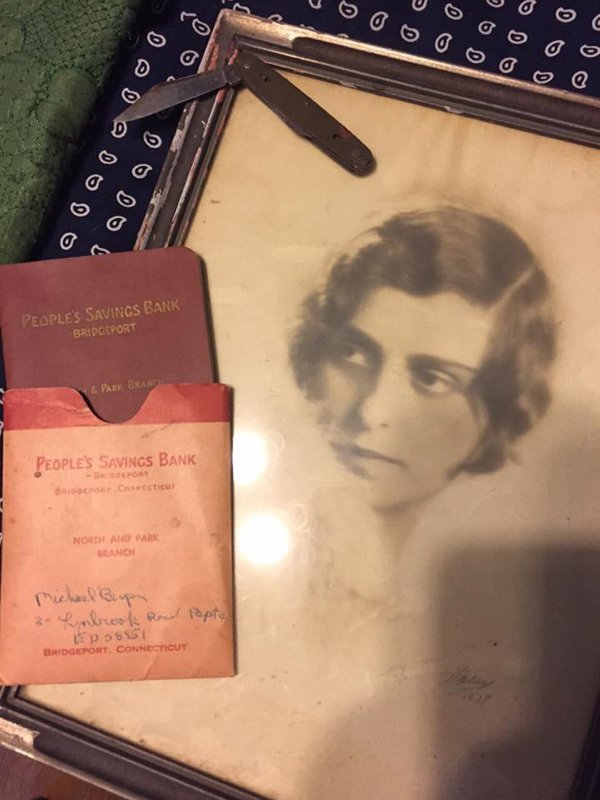 PEOPLE'S SAVINGS BANK
BRIDGEPORT
& PARK BRANCH
PEOPLE'S SAVINGS BANK
BRIDGEPORT
BRIDGEPORT, CONNECTICUT
NORTH AND PARK
BRANCH
Michael
Lynbrook Road Bpt
BRIDGEPORT, CONNECTICUT